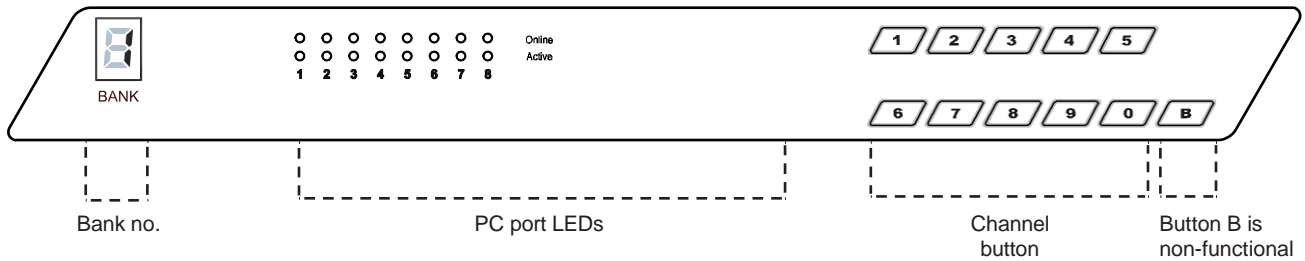 1
BANK
Online
Active
1 2 3 4 5 6 7 8
1 2 3 4 5
6 7 8 9 0 B
Bank no.
PC port LEDs
Channel
button
Button B is
non-functional